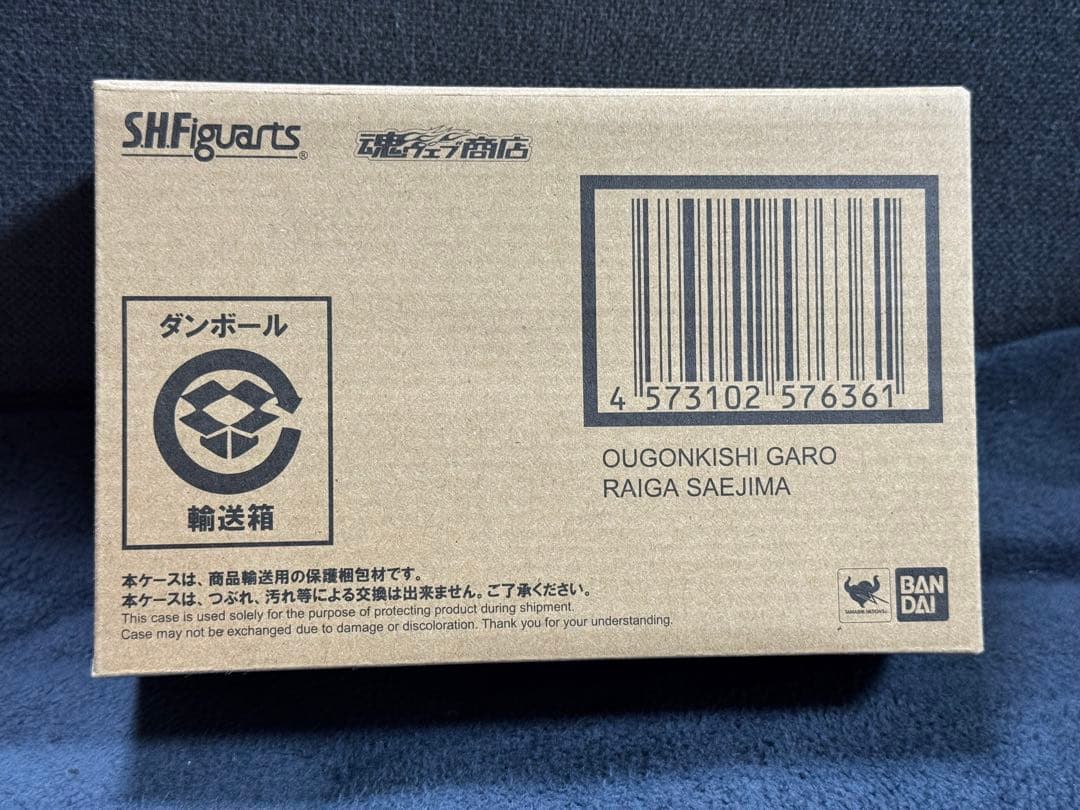 S.H.Figuarts®
魂ウェブ商店
4 573102 576361
OUGONKISHI GARO
RAIGA SAEJIMA
ダンボール
輸送箱
本ケースは、商品輸送用の保護梱包材です。
本ケースは、つぶれ、汚れ等による交換は出来ません。ご了承ください。
This case is used solely for the purpose of protecting product during shipment.
Case may not be exchanged due to damage or discoloration. Thank you for your understanding.
TAMASHII NATIONS
BAN
DAI